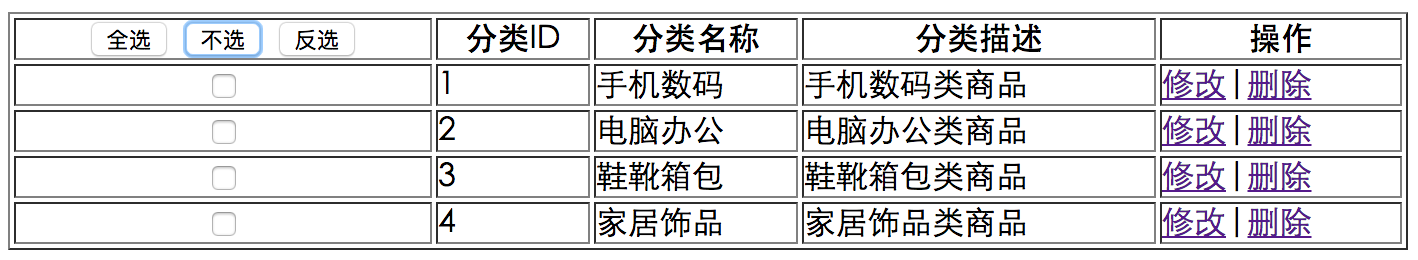 全选 不选 反选 分类ID 分类名称 分类描述 操作
1 手机数码 手机数码类商品 修改 | 删除
2 电脑办公 电脑办公类商品 修改 | 删除
3 鞋靴箱包 鞋靴箱包类商品 修改 | 删除
4 家居饰品 家居饰品类商品 修改 | 删除